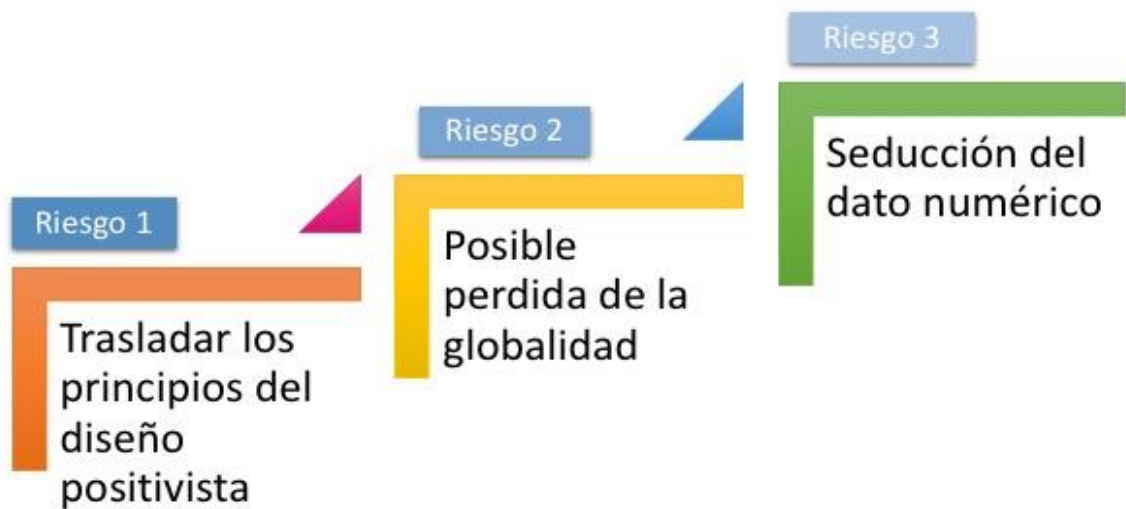 Riesgo 1
Trasladar los
principios del
diseño
positivista
Riesgo 2
Posible
perdida de la
globalidad
Riesgo 3
Seducción del
dato numérico